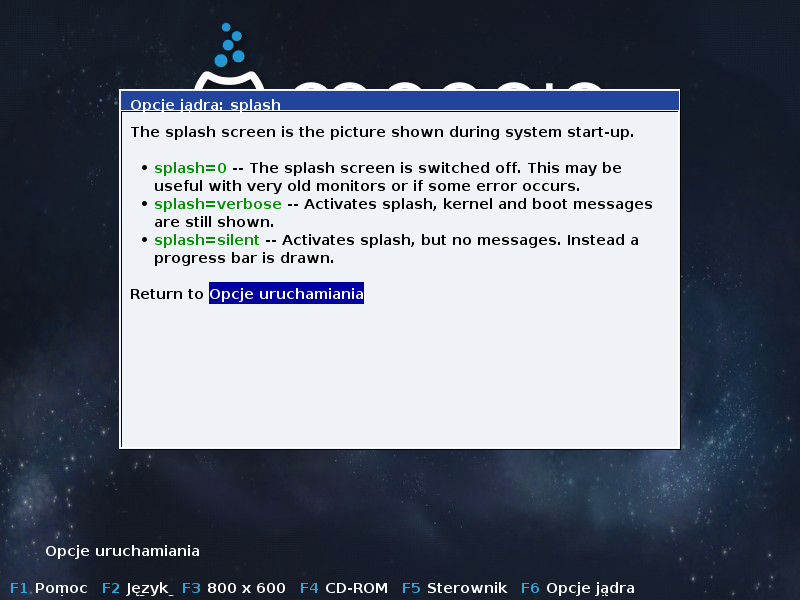 Opcje jądra: splash
The splash screen is the picture shown during system start-up.
• splash=0 -- The splash screen is switched off. This may be
useful with very old monitors or if some error occurs.
• splash=verbose -- Activates splash, kernel and boot messages
are still shown.
• splash=silent -- Activates splash, but no messages. Instead a
progress bar is drawn.
Return to Opcje uruchamiania
Opcje uruchamiania
F1 Pomoc F2 Język F3 800 x 600 F4 CD-ROM F5 Sterownik F6 Opcje jądra